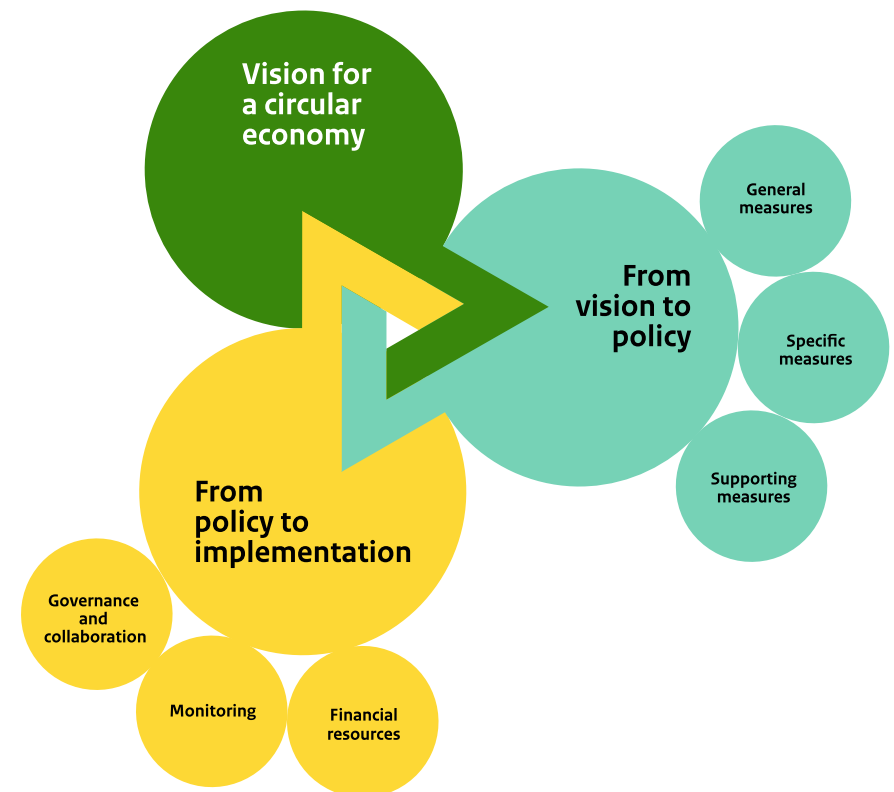 Vision for
a circular
economy
General
measures
From
vision to
policy
Specific
measures
Supporting
measures
From
policy to
implementation
Governance
and
collaboration
Monitoring
Financial
resources